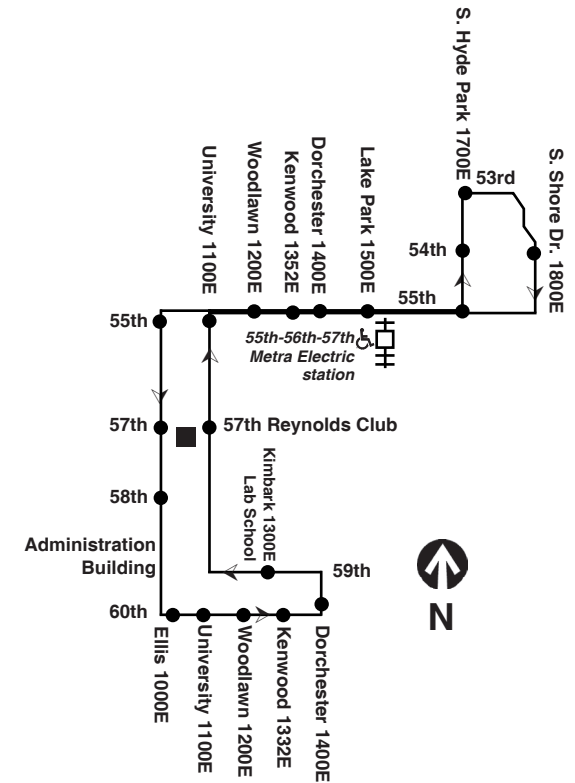 S. Hyde Park 1700E
53rd
S. Shore Dr. 1800E
University 1100E
Woodlawn 1200E
Kenwood 1352E
Dorchester 1400E
Lake Park 1500E
54th
55th
55th
55th-56th-57th
Metra Electric
station
57th
57th Reynolds Club
58th
Kimbark 1300E
Lab School
Administration
Building
59th
60th
Ellis 1000E
University 1100E
Woodlawn 1200E
Kenwood 1332E
Dorchester 1400E
N